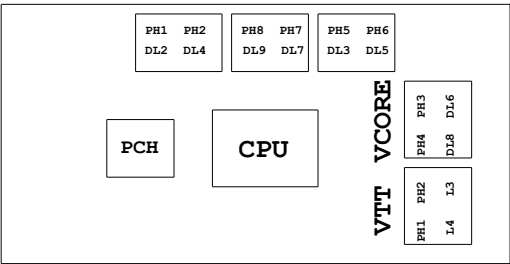 PH1 PH2
DL2 DL4
PH8 PH7
DL9 DL7
PH5 PH6
DL3 DL5
VCORE
PH3 DL6
PH4 DL8
PCH
CPU
VTT
PH2 L3
PH1 L4